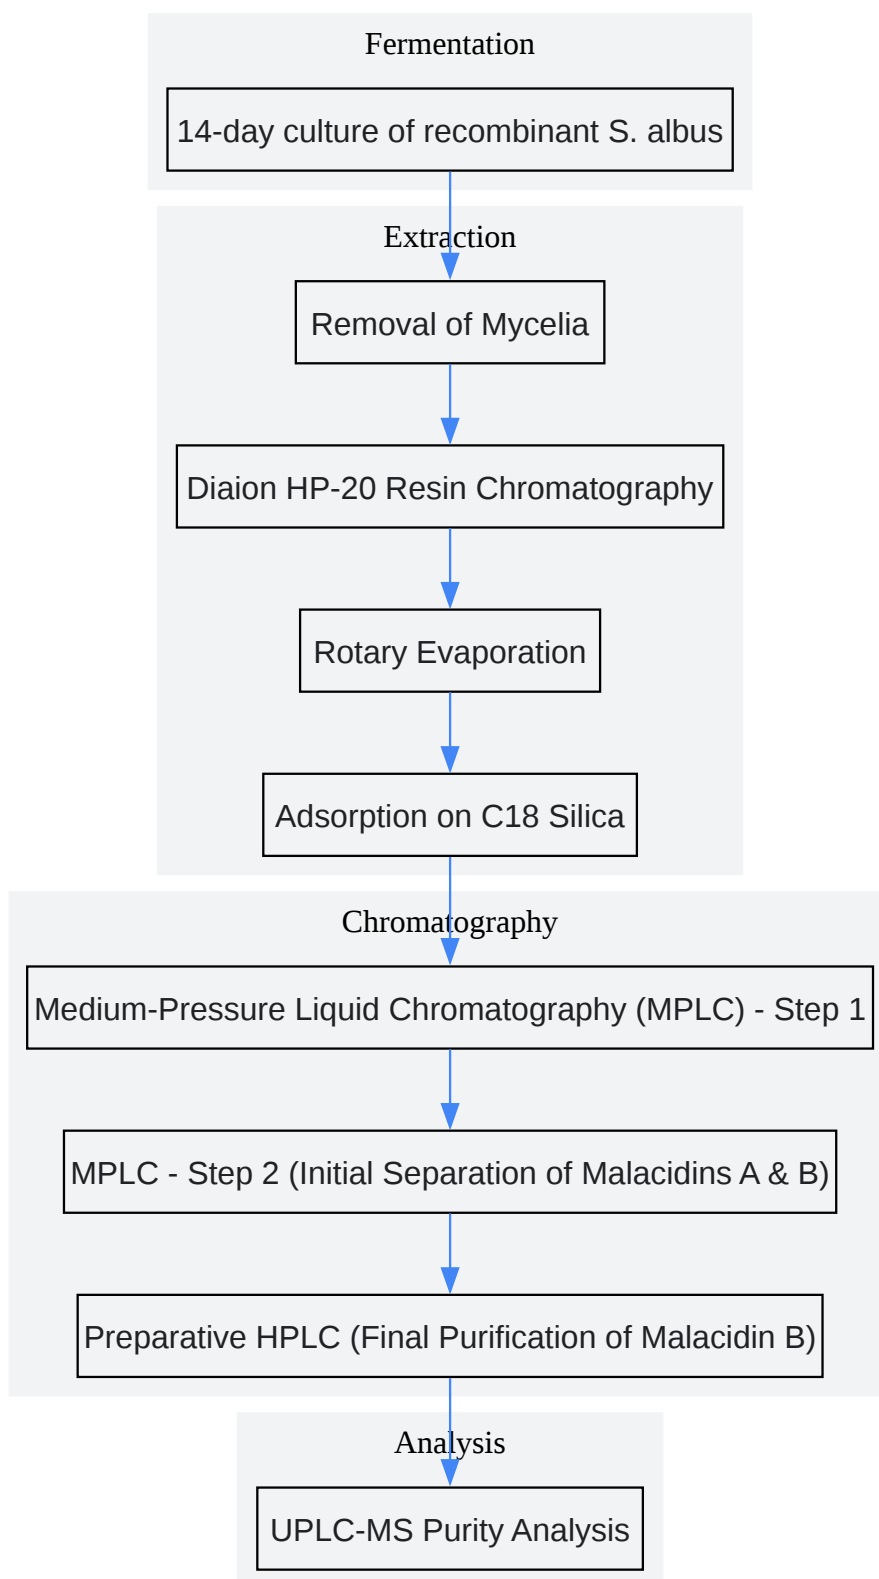 Fermentation
14-day culture of recombinant S. albus
Extraction
Removal of Mycelia
Diaion HP-20 Resin Chromatography
Rotary Evaporation
Adsorption on C18 Silica
Chromatography
Medium-Pressure Liquid Chromatography (MPLC) - Step 1
MPLC - Step 2 (Initial Separation of Malacidins A & B)
Preparative HPLC (Final Purification of Malacidin B)
Analysis
UPLC-MS Purity Analysis